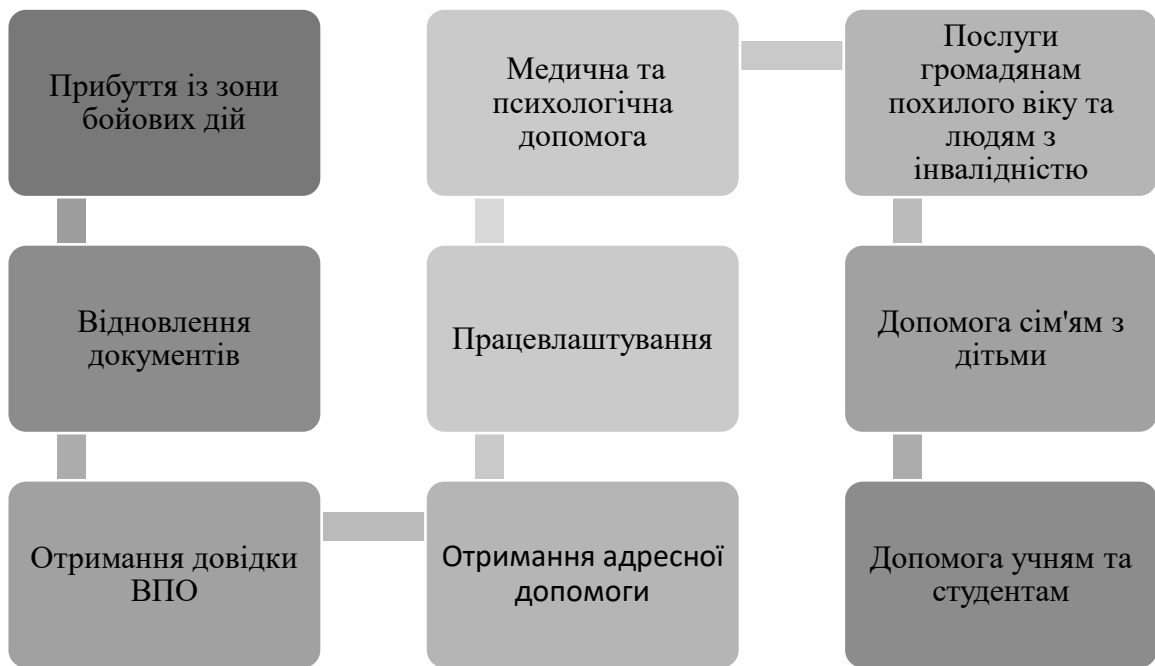 Прибуття із зони
бойових дій
Відновлення
документів
Отримання довідки
ВПО
Отримання адресної
допомоги
Працевлаштування
Медична та
психологічна
допомога
Послуги
громадянам
похилого віку та
людям з
інвалідністю
Допомога сім'ям з
дітьми
Допомога учням та
студентам